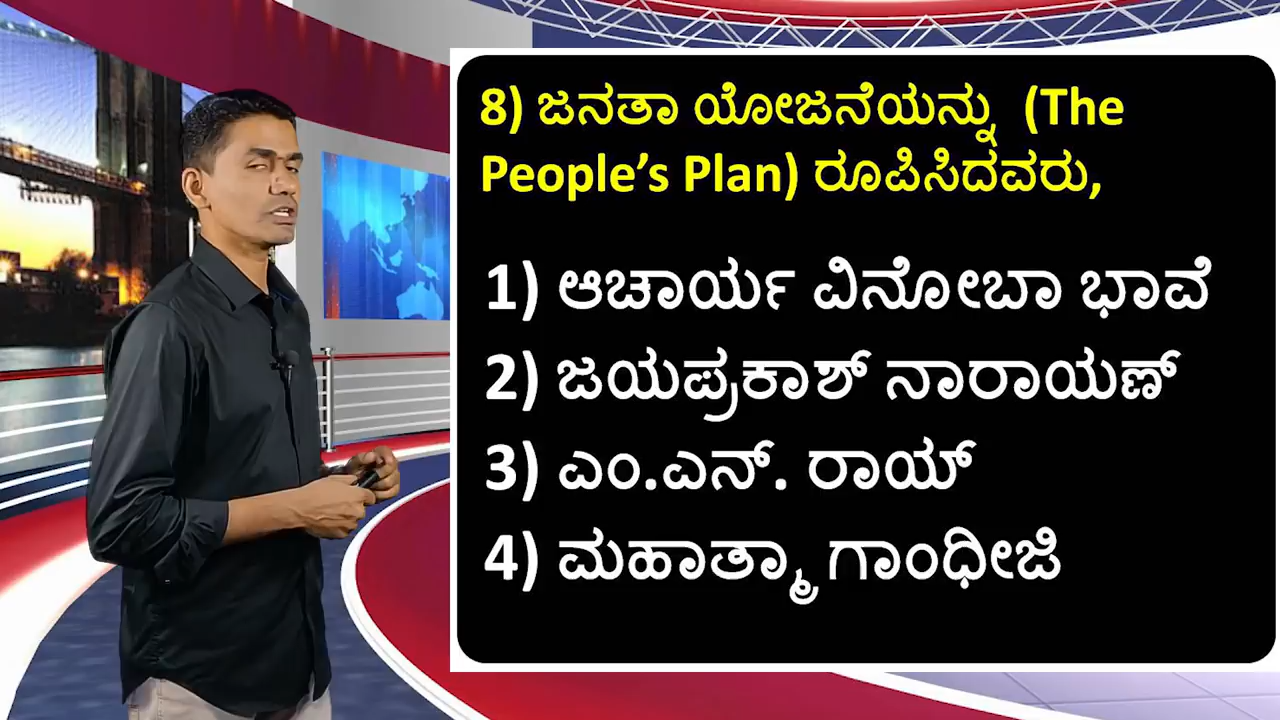 8) ಜನತಾ ಯೋಜನೆಯನ್ನು (The
People’s Plan) ರೂಪಿಸಿದವರು,
1) ಆಚಾರ್ಯ ವಿನೋಬಾ ಭಾವೆ
2) ಜಯಪ್ರಕಾಶ್ ನಾರಾಯಣ್
3) ಎಂ.ಎನ್. ರಾಯ್
4) ಮಹಾತ್ಮಾ ಗಾಂಧೀಜಿ